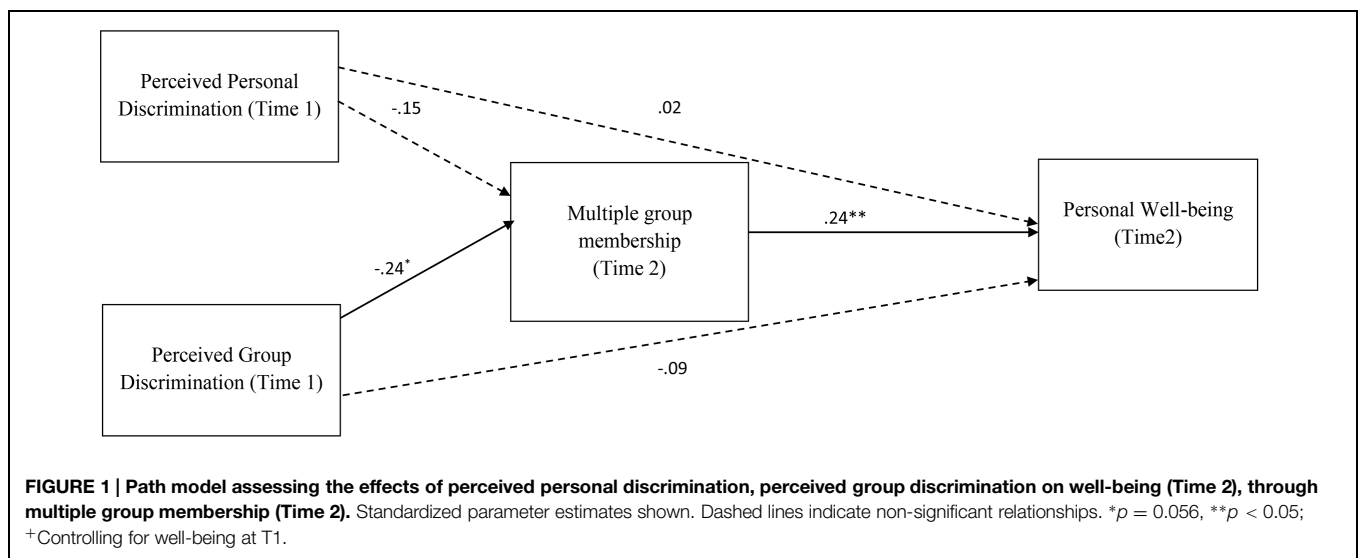 Perceived Personal
Discrimination (Time 1)
-.15
.02
Multiple group
membership
(Time 2)
.24**
Personal Well-being
(Time2)
-.24*
Perceived Group
Discrimination (Time 1)
-.09
FIGURE 1 | Path model assessing the effects of perceived personal discrimination, perceived group discrimination on well-being (Time 2), through
multiple group membership (Time 2). Standardized parameter estimates shown. Dashed lines indicate non-significant relationships. *p = 0.056, **p < 0.05;
+Controlling for well-being at T1.